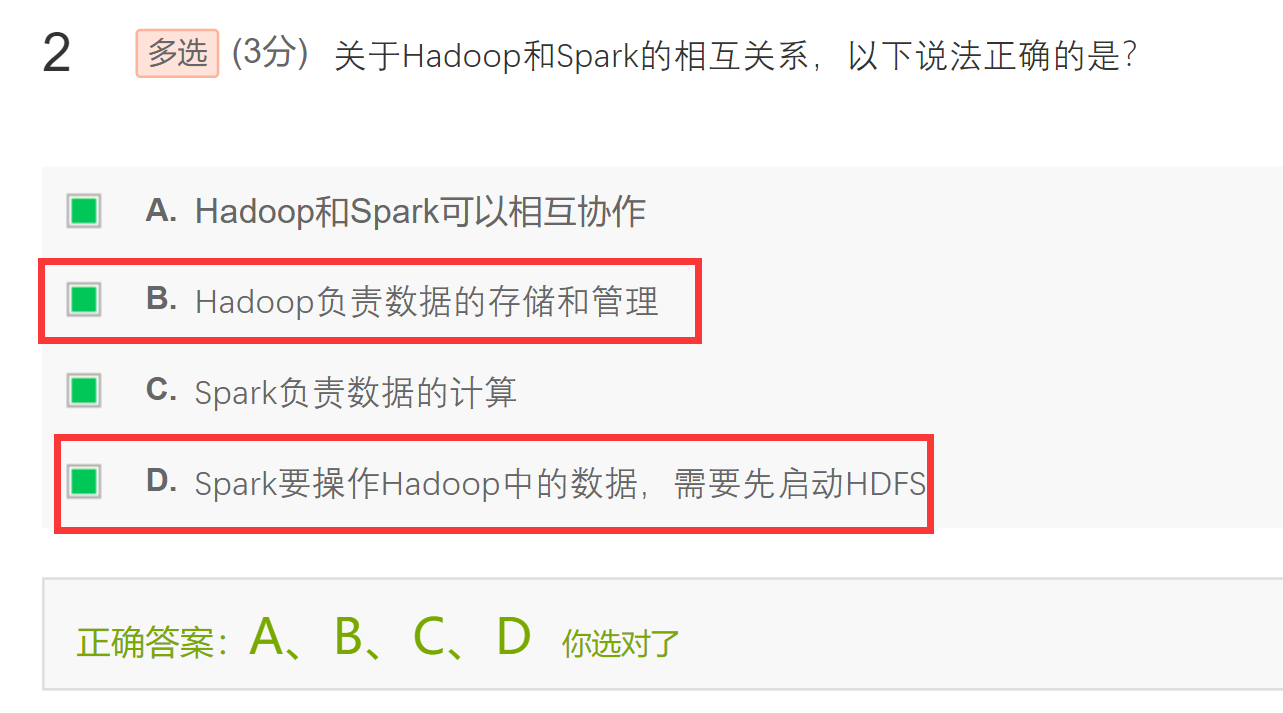 2 多选 (3分) 关于Hadoop和Spark的相互关系，以下说法正确的是？
A. Hadoop和Spark可以相互协作
B. Hadoop负责数据的存储和管理
C. Spark负责数据的计算
D. Spark要操作Hadoop中的数据，需要先启动HDFS
正确答案：A、B、C、D 你选对了